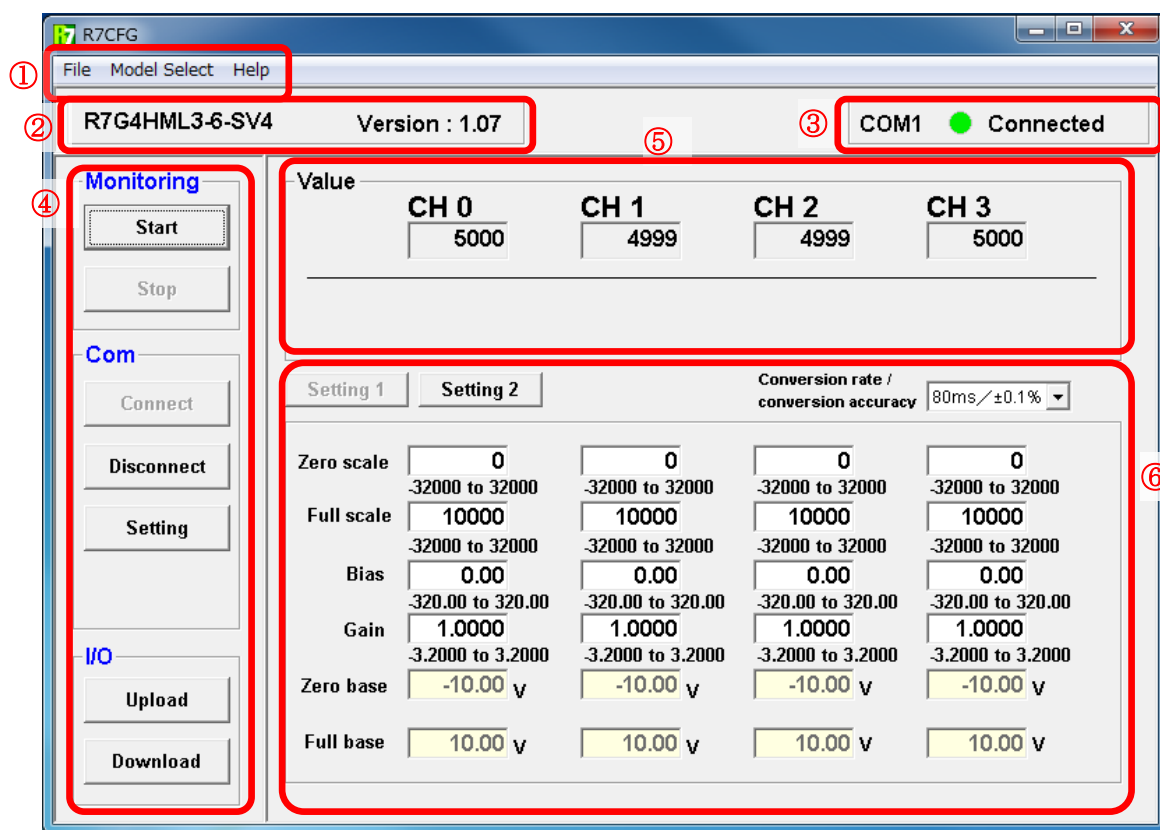 R7 R7CFG
① File Model Select Help
② R7G4HML3-6-SV4 Version : 1.07 ③ COM1 Connected
⑤
④ Monitoring
Start
Stop
Com
Connect
Disconnect
Setting
I/O
Upload
Download
Value
CH 0 CH 1 CH 2 CH 3
5000 4999 4999 5000
Setting 1 Setting 2 Conversion rate /
conversion accuracy 80ms／±0.1%
⑥
Zero scale 0 0 0 0
-32000 to 32000 -32000 to 32000 -32000 to 32000 -32000 to 32000
Full scale 10000 10000 10000 10000
-32000 to 32000 -32000 to 32000 -32000 to 32000 -32000 to 32000
Bias 0.00 0.00 0.00 0.00
-320.00 to 320.00 -320.00 to 320.00 -320.00 to 320.00 -320.00 to 320.00
Gain 1.0000 1.0000 1.0000 1.0000
-3.2000 to 3.2000 -3.2000 to 3.2000 -3.2000 to 3.2000 -3.2000 to 3.2000
Zero base -10.00 V -10.00 V -10.00 V -10.00 V
Full base 10.00 V 10.00 V 10.00 V 10.00 V